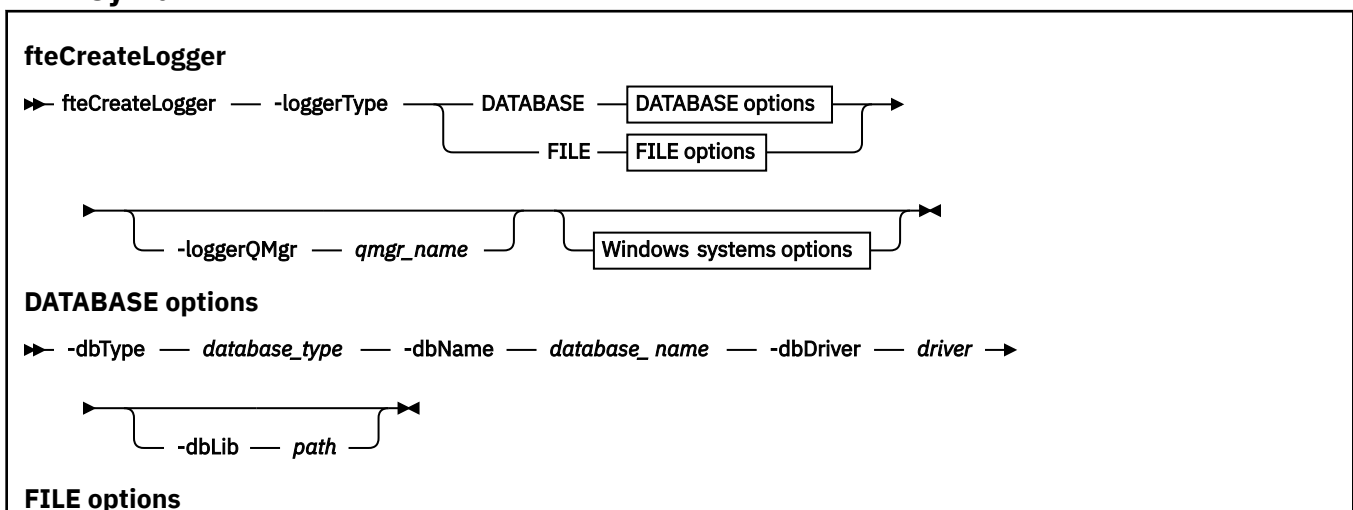 fteCreateLogger
fteCreateLogger -loggerType DATABASE DATABASE options
FILE FILE options
-loggerQMgr qmgr_name Windows systems options
DATABASE options
-dbType database_type -dbName database_ name -dbDriver driver
-dbLib path
FILE options